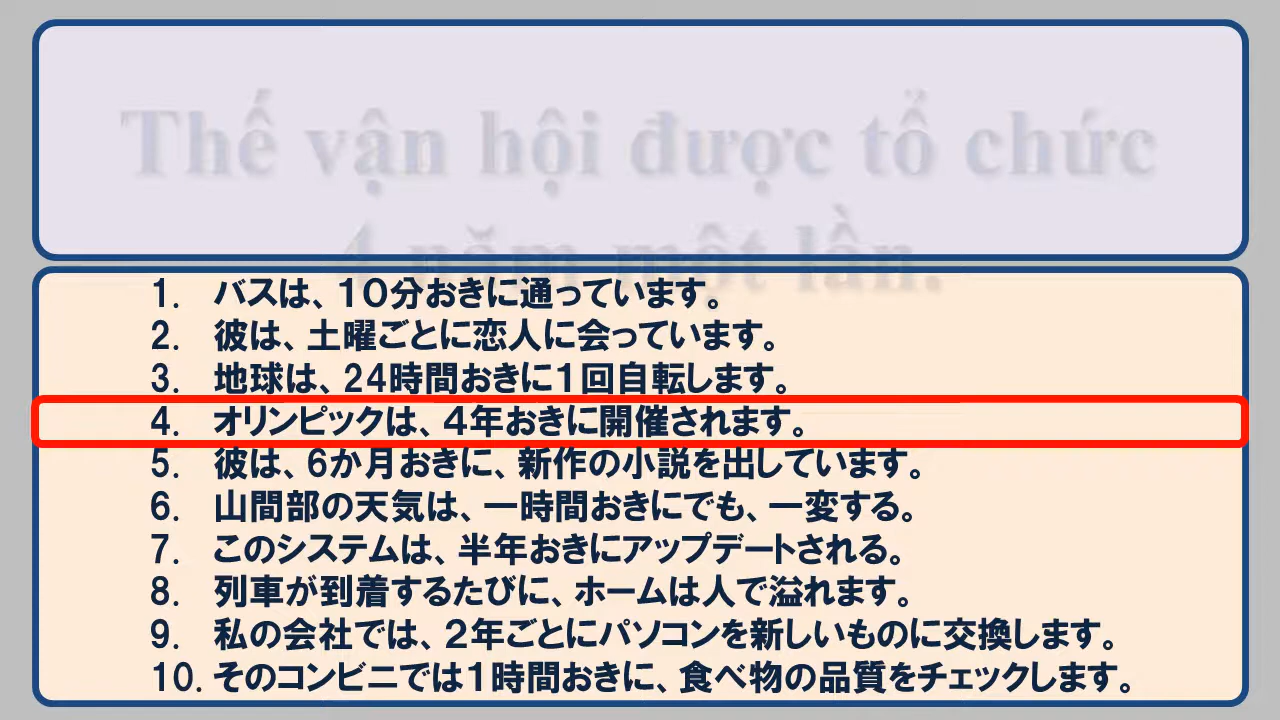 Thế vận hội được tổ chức
4 năm một lần.
1. バスは、１０分おきに通っています。
2. 彼は、土曜ごとに恋人に会っています。
3. 地球は、24時間おきに１回自転します。
4. オリンピックは、４年おきに開催されます。
5. 彼は、６か月おきに、新作の小説を出しています。
6. 山間部の天気は、一時間おきにでも、一変する。
7. このシステムは、半年おきにアップデートされる。
8. 列車が到着するたびに、ホームは人で溢れます。
9. 私の会社では、２年ごとにパソコンを新しいものに交換します。
10. そのコンビニでは１時間おきに、食べ物の品質をチェックします。